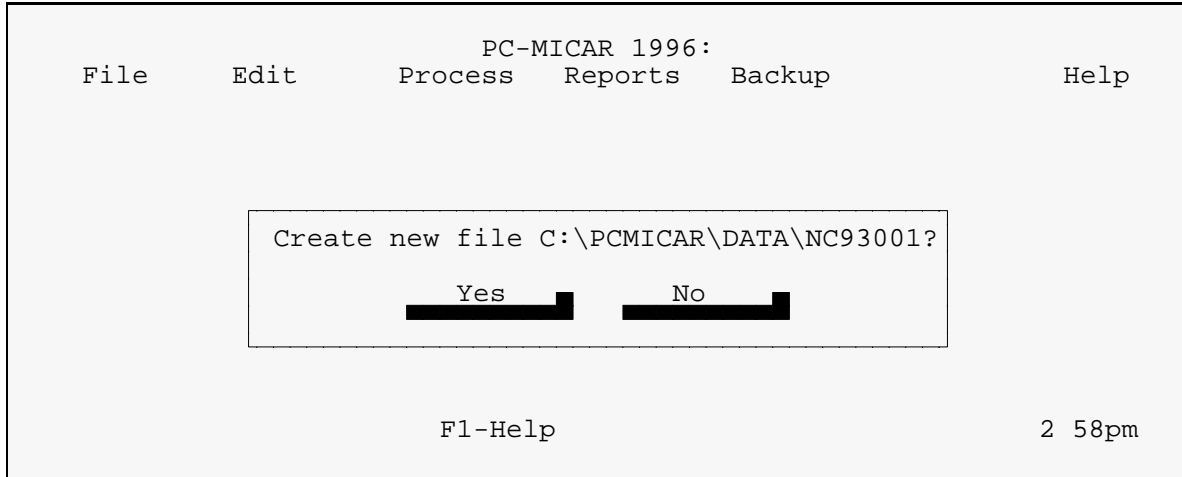 PC-MICAR 1996:
File Edit Process Reports Backup Help
Create new file C:\PCMICAR\DATA\NC93001?
Yes No
F1-Help 2 58pm